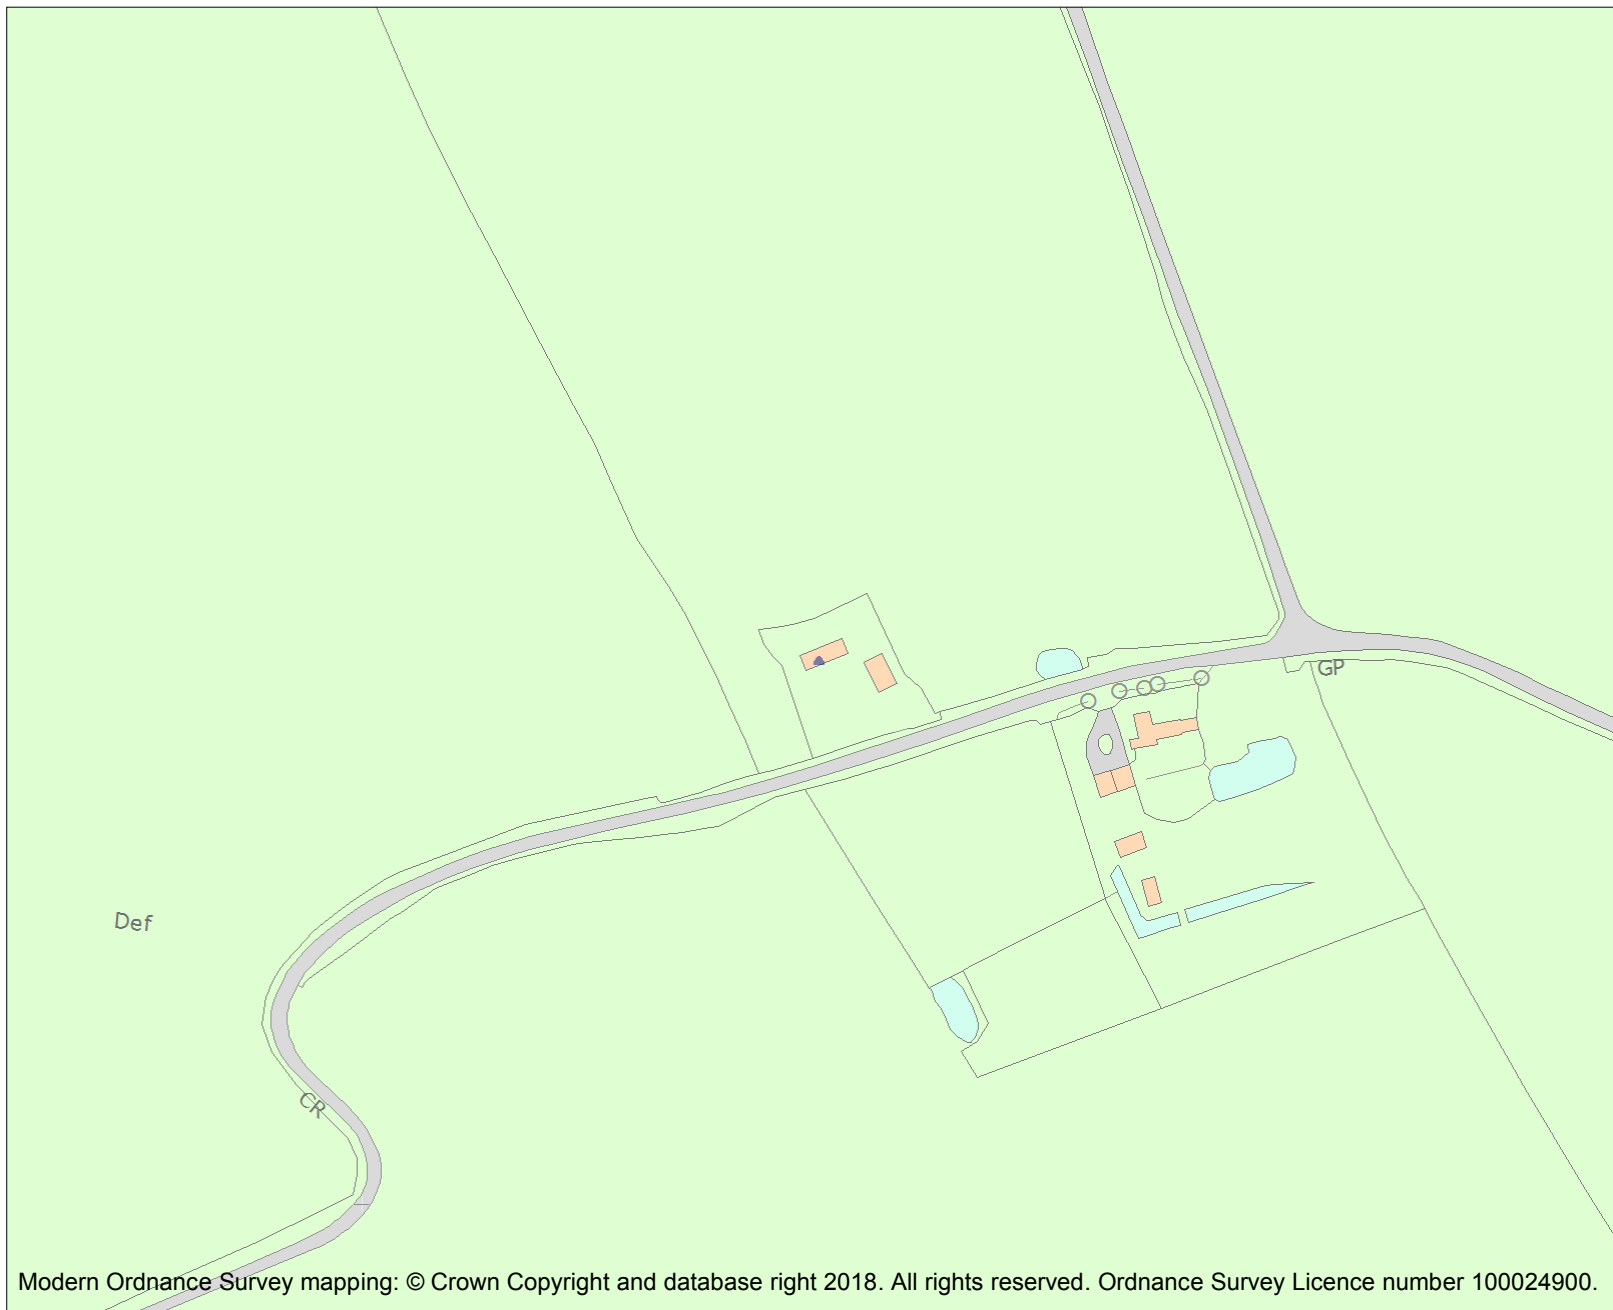 GP
Def
CR
Modern Ordnance Survey mapping: © Crown Copyright and database right 2018. All rights reserved. Ordnance Survey Licence number 100024900.